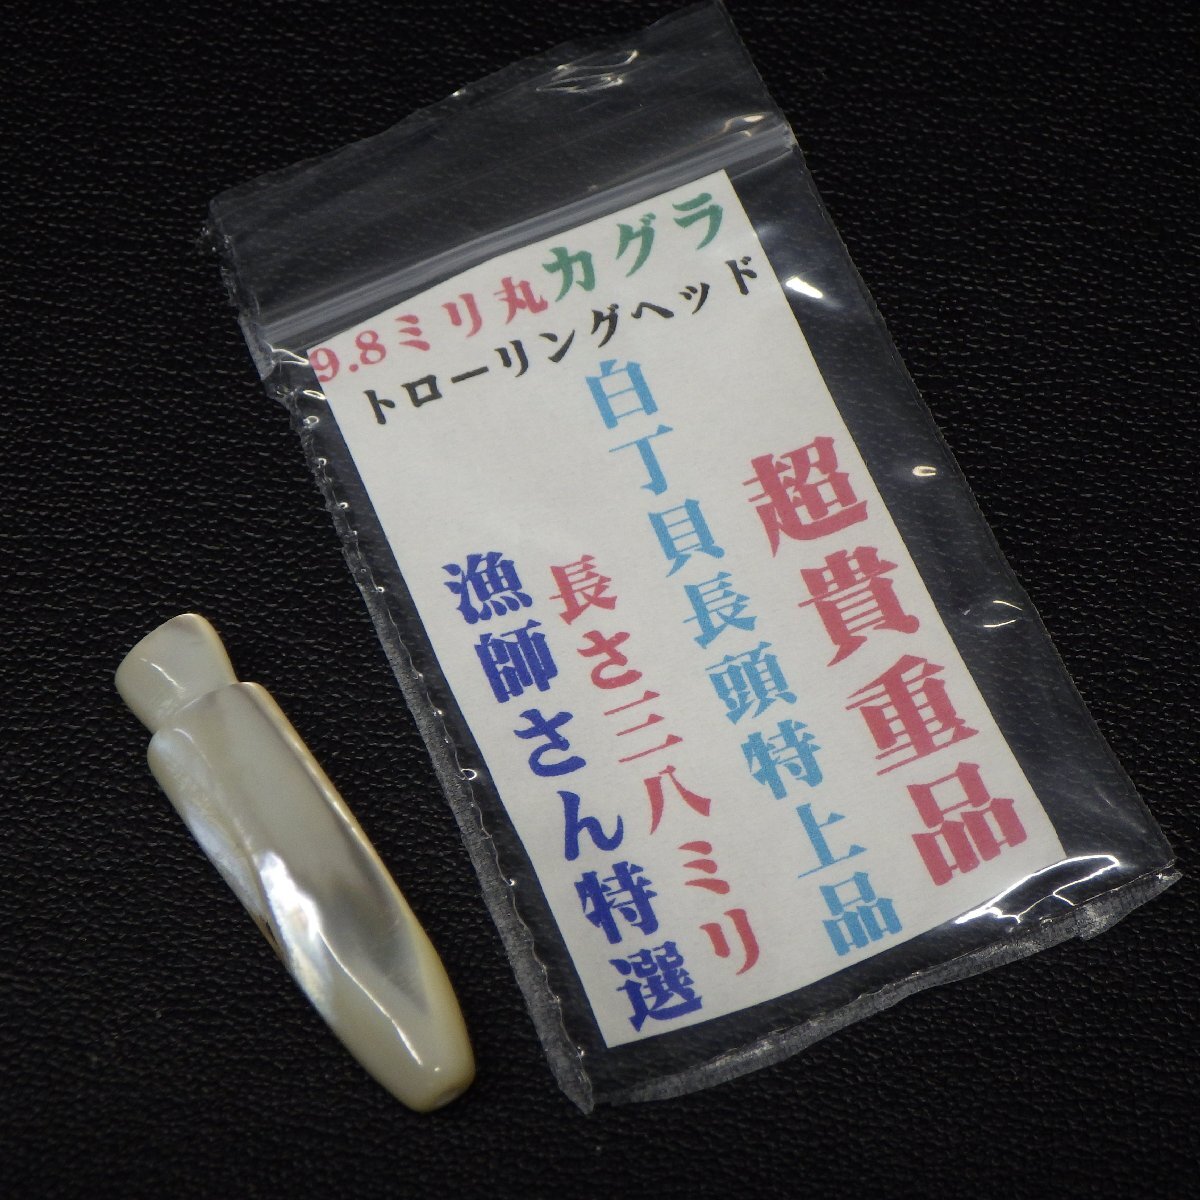 9.8ミリ丸カグラ
トローリングヘッド
超貴重品
白丁貝長頭特上品
長さ三八ミリ
漁師さん特選